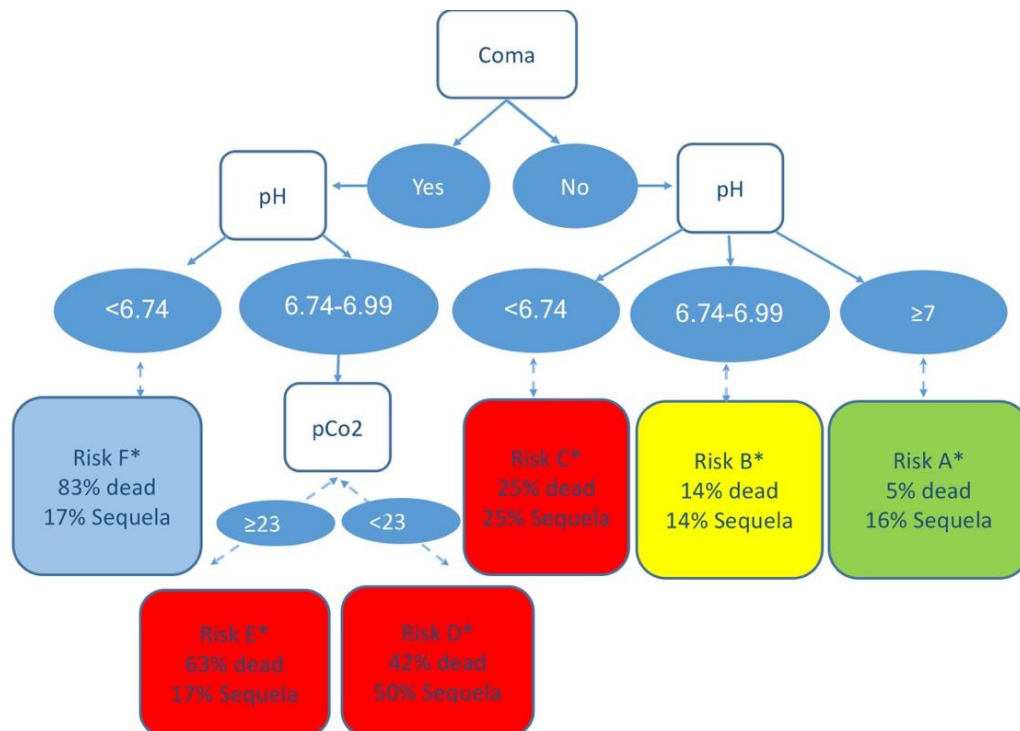 Coma
Yes
No
pH
pH
<6.74
6.74-6.99
<6.74
6.74-6.99
≥7
pCo2
Risk F*
83% dead
17% Sequela
Risk C*
25% dead
25% Sequela
Risk B*
14% dead
14% Sequela
Risk A*
5% dead
16% Sequela
≥23
<23
Risk E*
63% dead
17% Sequela
Risk D*
42% dead
50% Sequela